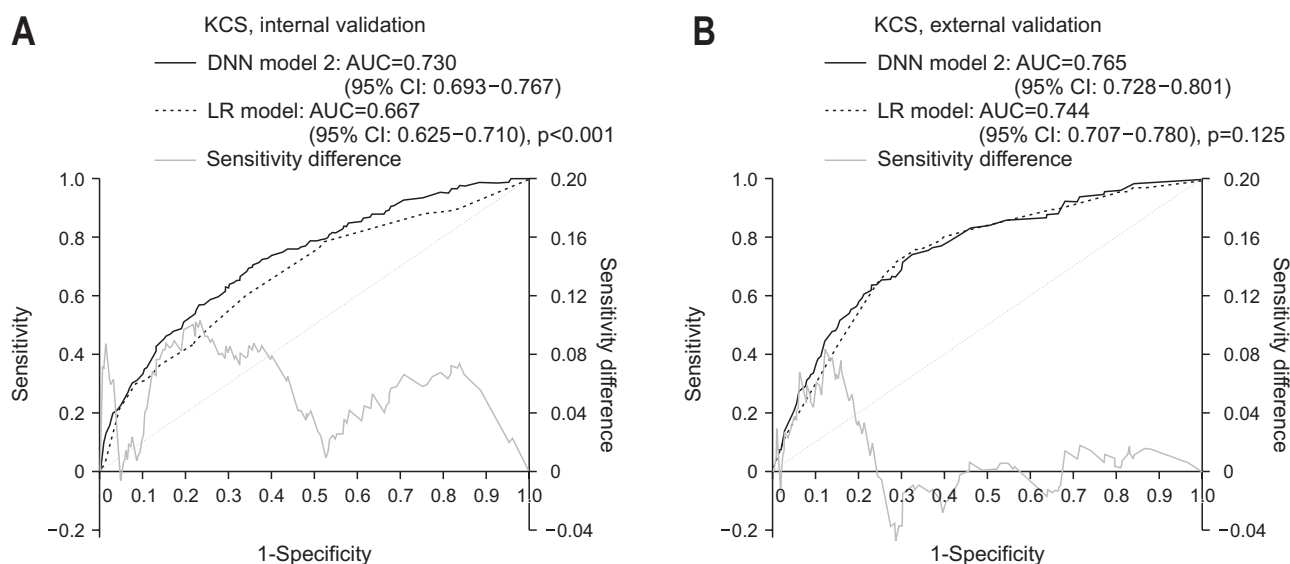 A
KCS, internal validation
DNN model 2: AUC=0.730
(95% CI: 0.693−0.767)
LR model: AUC=0.667
(95% CI: 0.625−0.710), p<0.001
Sensitivity difference
1.0
0.8
0.6
0.4
0.2
0
−0.2
Sensitivity
0.20
0.16
0.12
0.08
0.04
0
−0.04
Sensitivity difference
0 0.1 0.2 0.3 0.4 0.5 0.6 0.7 0.8 0.9 1.0
1-Specificity
B
KCS, external validation
DNN model 2: AUC=0.765
(95% CI: 0.728−0.801)
LR model: AUC=0.744
(95% CI: 0.707−0.780), p=0.125
Sensitivity difference
1.0
0.8
0.6
0.4
0.2
0
−0.2
Sensitivity
0.20
0.16
0.12
0.08
0.04
0
−0.04
Sensitivity difference
0 0.1 0.2 0.3 0.4 0.5 0.6 0.7 0.8 0.9 1.0
1-Specificity